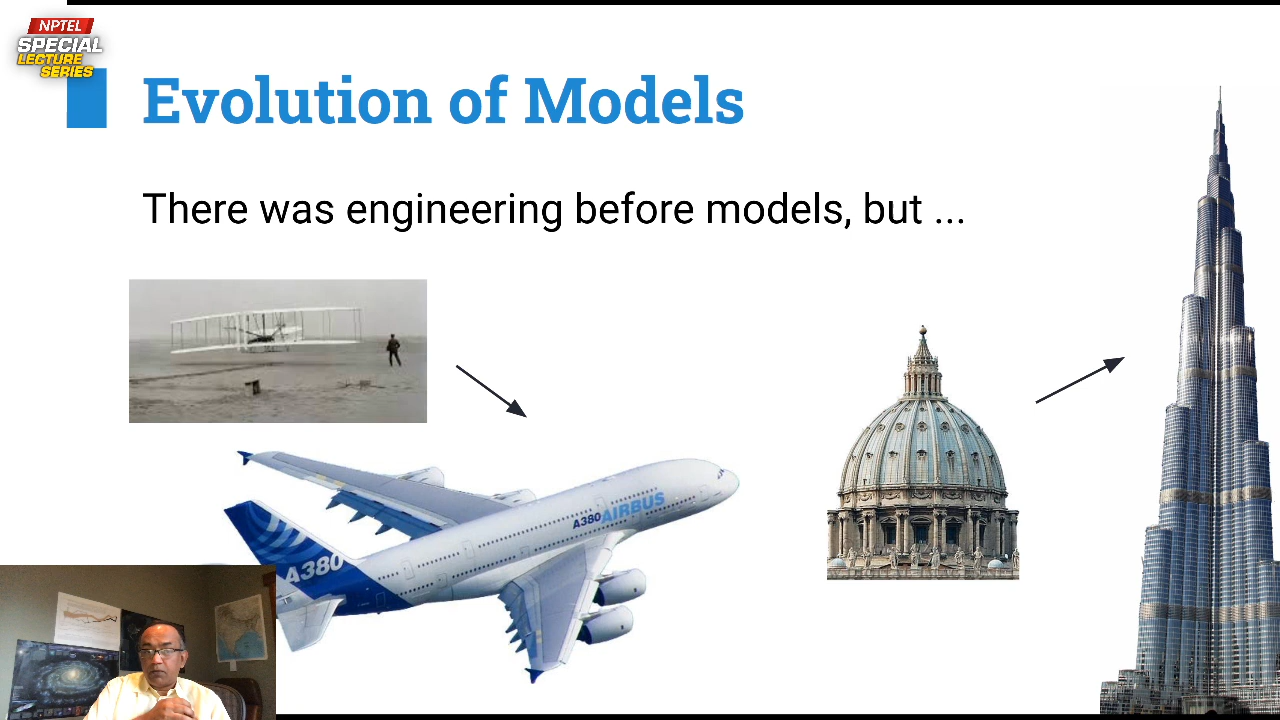 NPTEL
SPECIAL
LECTURE
SERIES
Evolution of Models
There was engineering before models, but ...
A380 AIRBUS
A380